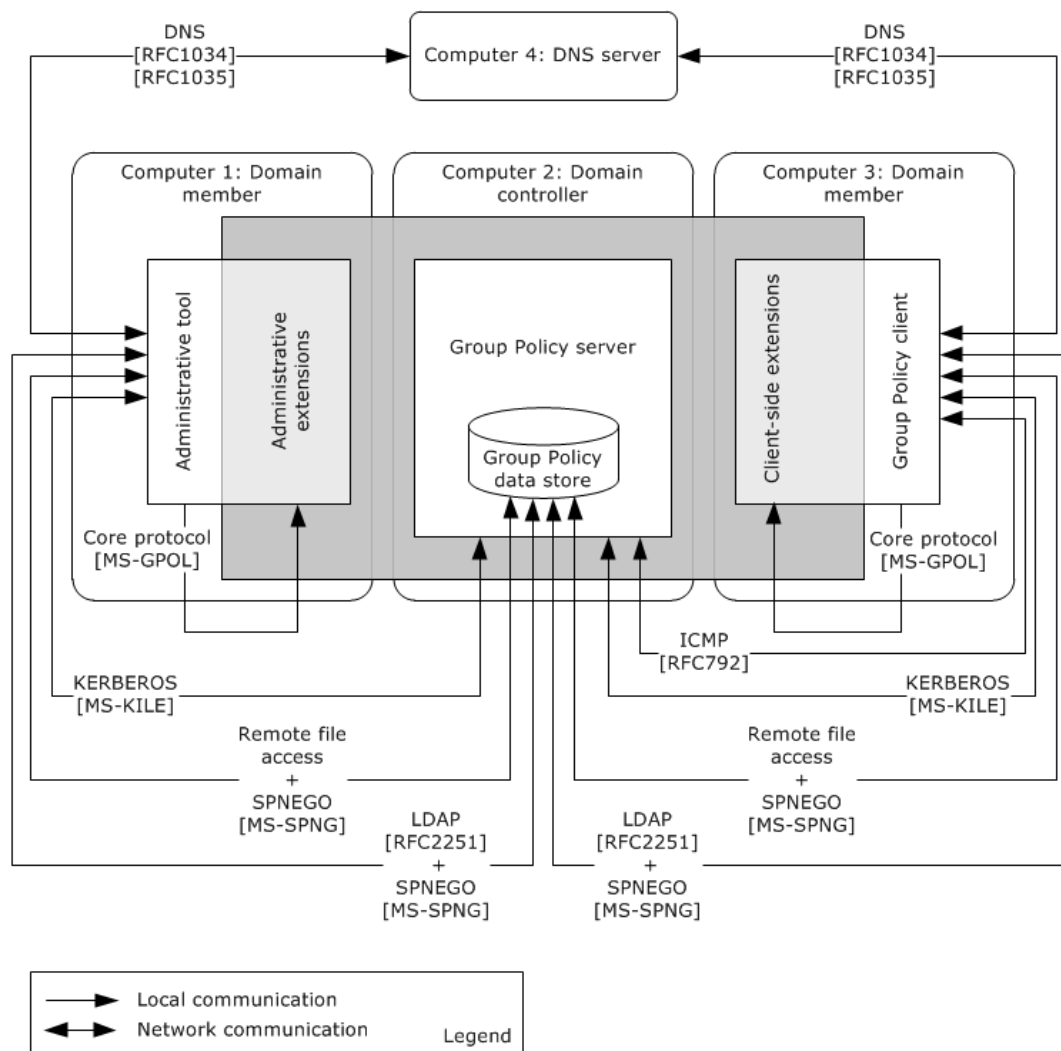 DNS
[RFC1034]
[RFC1035]
Computer 4: DNS server
DNS
[RFC1034]
[RFC1035]
Computer 1: Domain
member
Computer 2: Domain
controller
Computer 3: Domain
member
Administrative tool
Administrative
extensions
Group Policy server
Group Policy
data store
Client-side extensions
Group Policy client
Core protocol
[MS-GPOL]
Core protocol
[MS-GPOL]
ICMP
[RFC792]
KERBEROS
[MS-KILE]
KERBEROS
[MS-KILE]
Remote file
access
+
SPNEGO
[MS-SPNG]
Remote file
access
+
SPNEGO
[MS-SPNG]
LDAP
[RFC2251]
+
SPNEGO
[MS-SPNG]
LDAP
[RFC2251]
+
SPNEGO
[MS-SPNG]
Local communication
Network communication
Legend